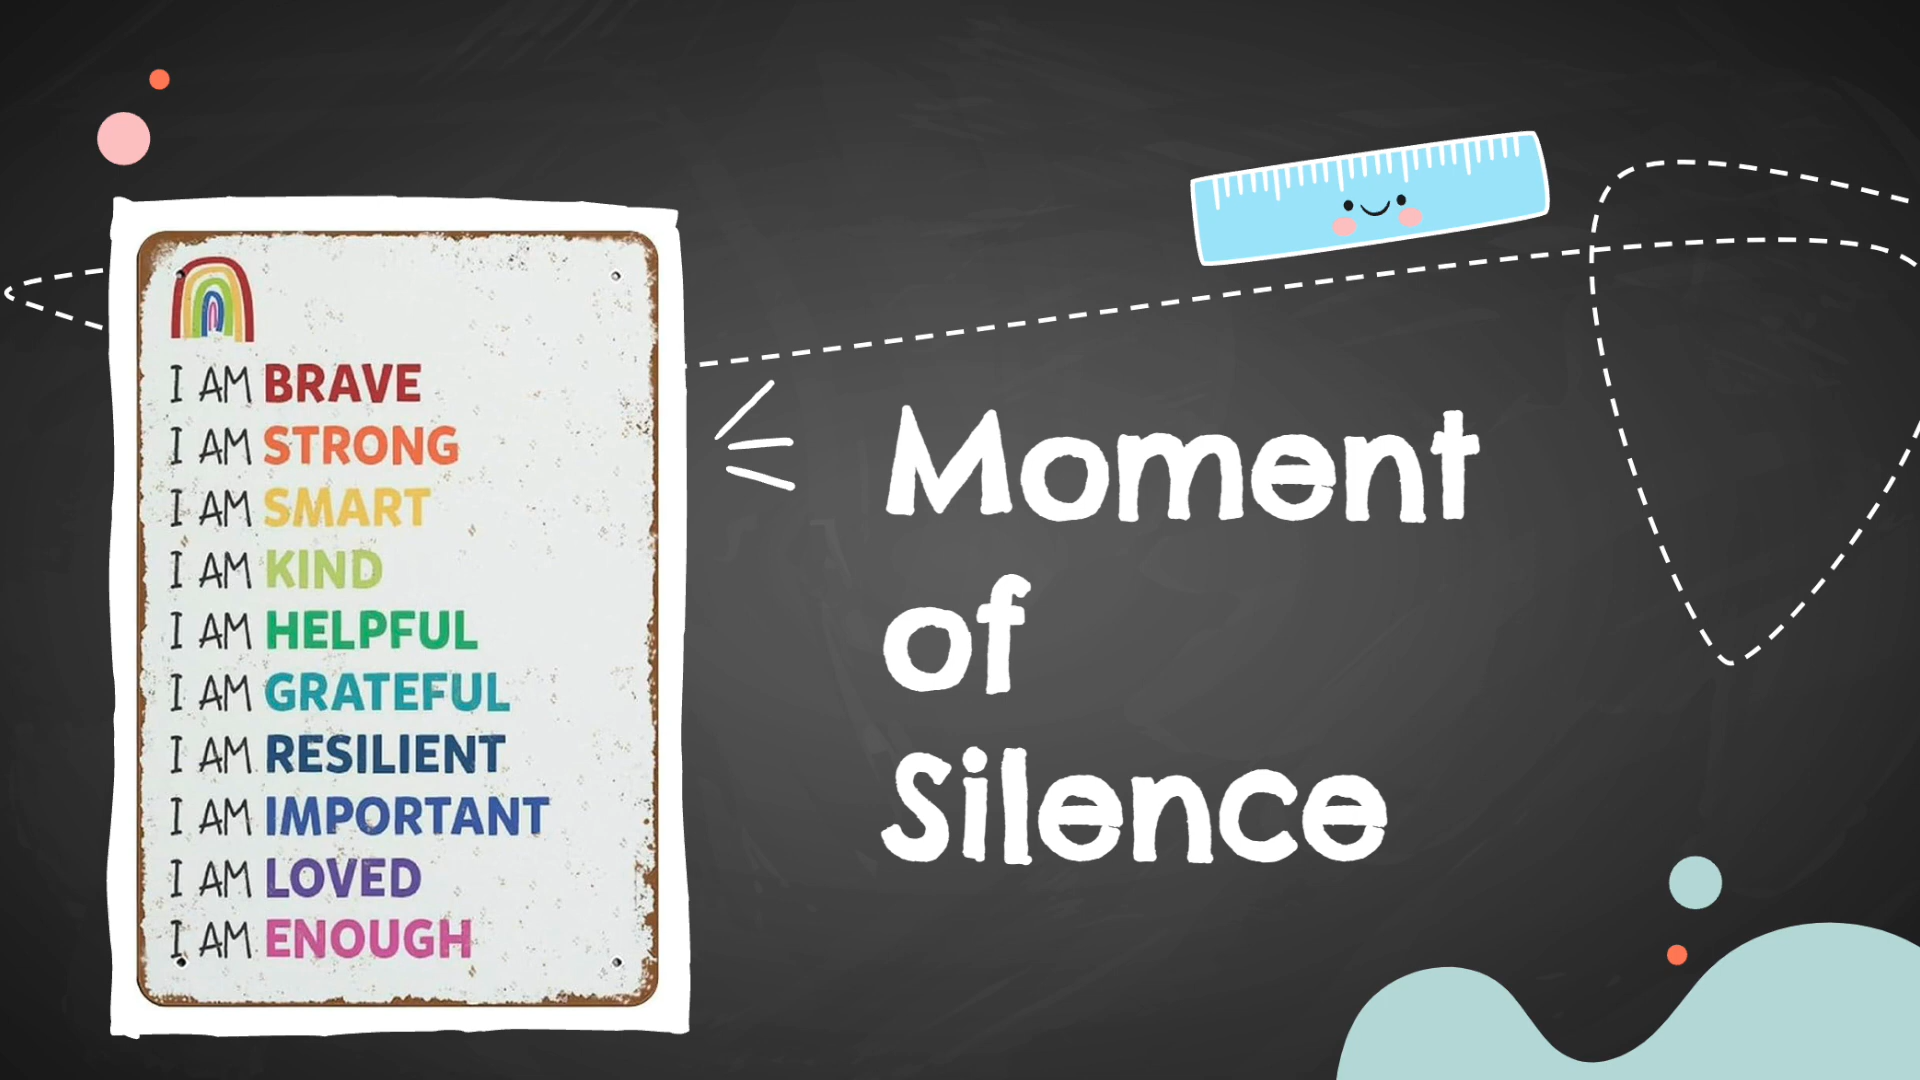 I AM BRAVE
I AM STRONG
I AM SMART
I AM KIND
I AM HELPFUL
I AM GRATEFUL
I AM RESILIENT
I AM IMPORTANT
I AM LOVED
I AM ENOUGH
Moment
of
Silence